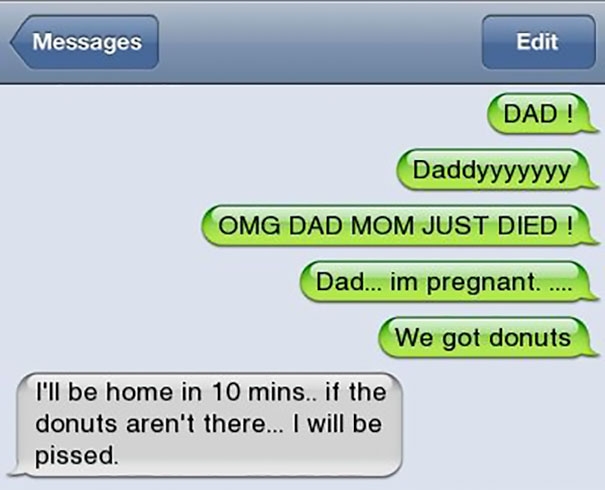 Messages
Edit
DAD !
Daddyyyyyyy
OMG DAD MOM JUST DIED !
Dad... im pregnant. ....
We got donuts
I'll be home in 10 mins.. if the
donuts aren't there... I will be
pissed.